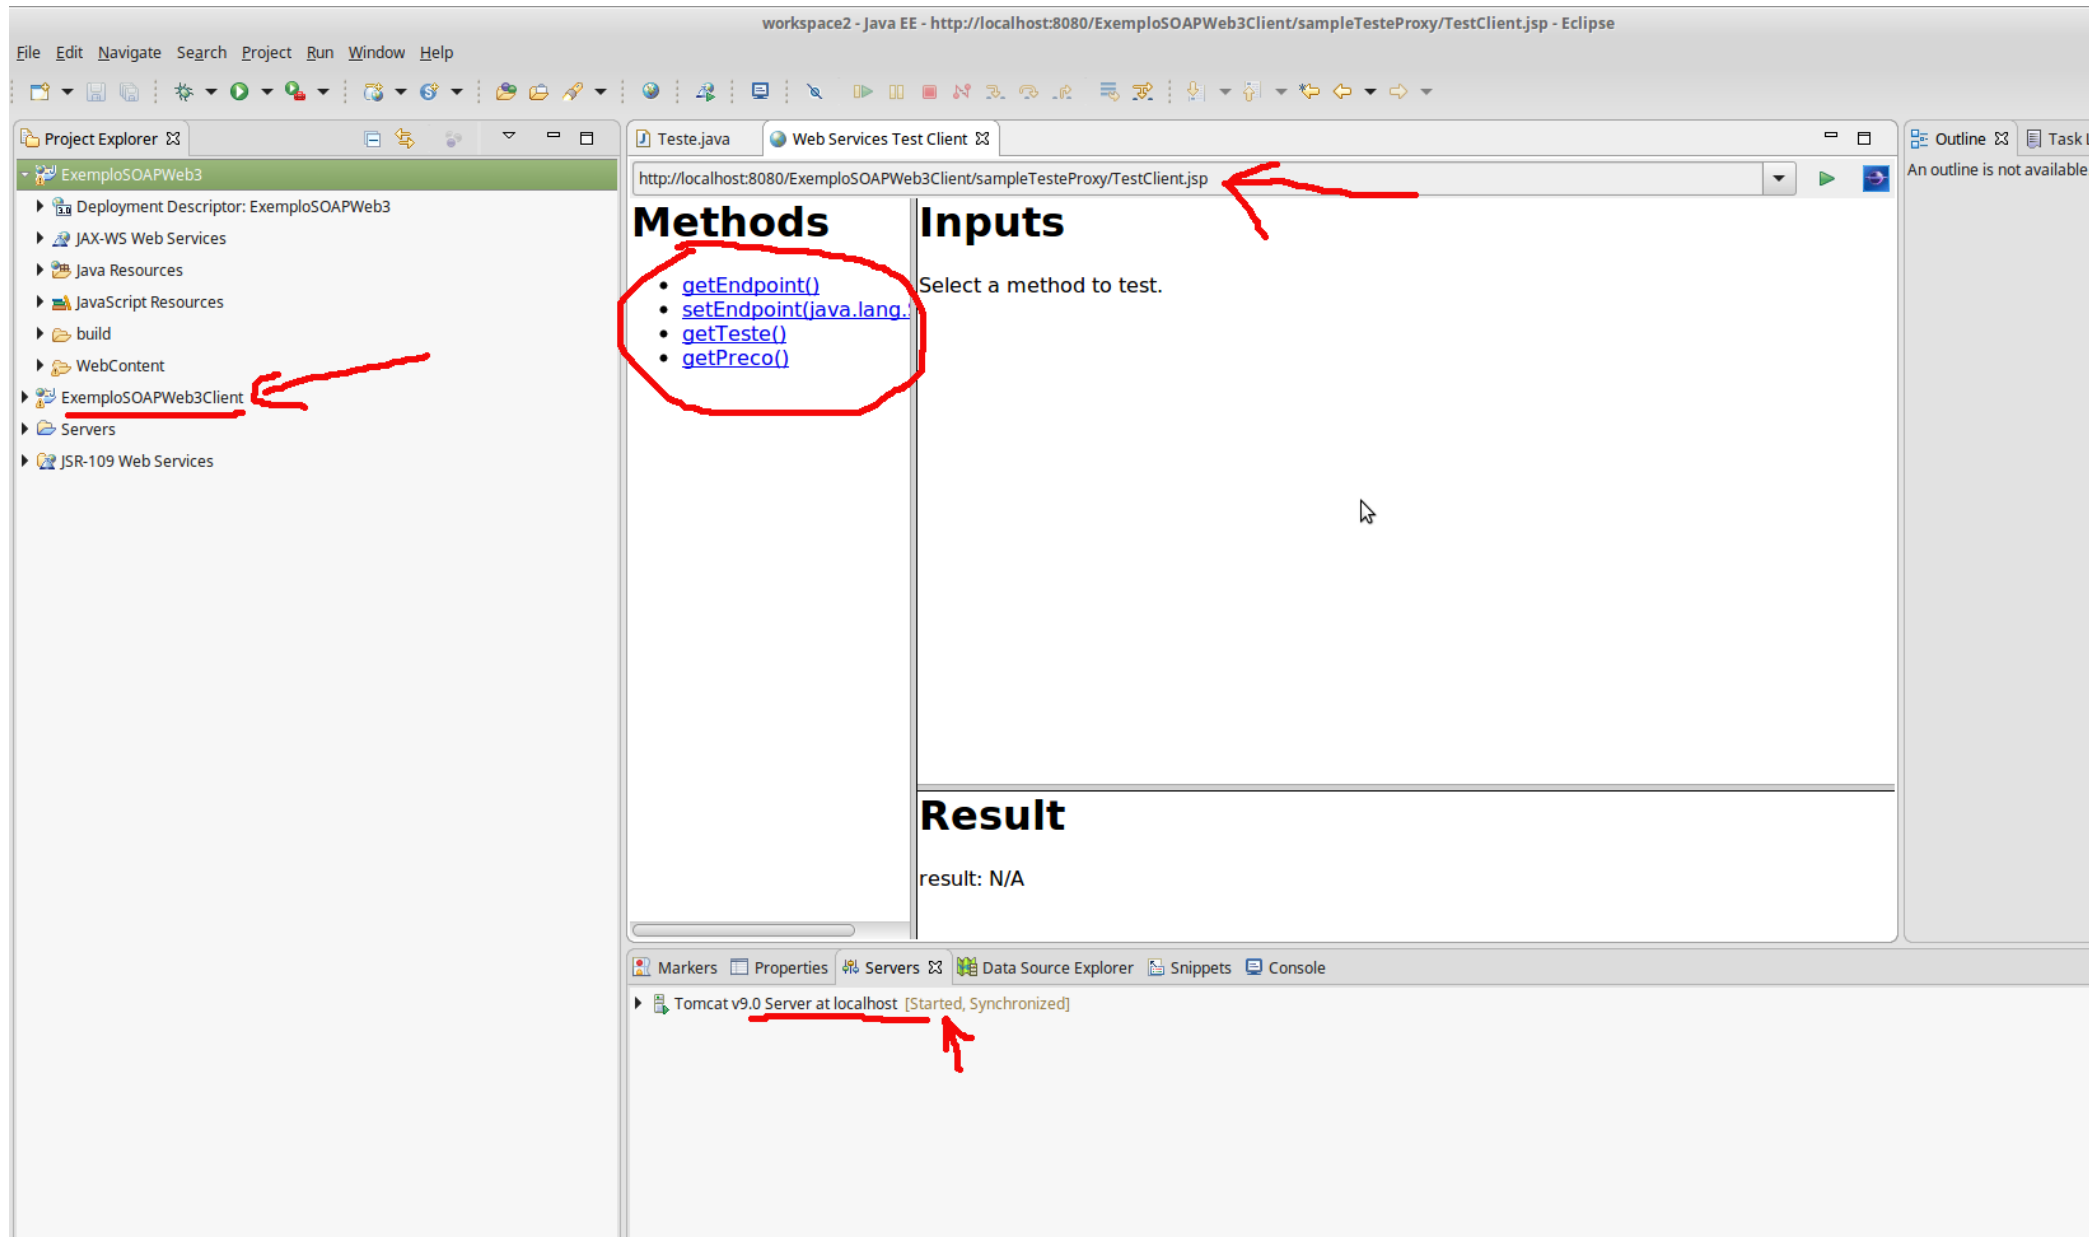 workspace2 - Java EE - http://localhost:8080/ExemploSOAPWeb3Client/sampleTesteProxy/TestClient.jsp - Eclipse
File Edit Navigate Search Project Run Window Help
Project Explorer
ExemploSOAPWeb3
Deployment Descriptor: ExemploSOAPWeb3
JAX-WS Web Services
Java Resources
JavaScript Resources
build
WebContent
ExemploSOAPWeb3Client
Servers
JSR-109 Web Services
Teste.java Web Services Test Client
http://localhost:8080/ExemploSOAPWeb3Client/sampleTesteProxy/TestClient.jsp
Methods
getEndpoint()
setEndpoint(java.lang.
getTeste()
getPreco()
Inputs
Select a method to test.
Result
result: N/A
Outline Task
An outline is not available
Markers Properties Servers Data Source Explorer Snippets Console
Tomcat v9.0 Server at localhost [Started, Synchronized]